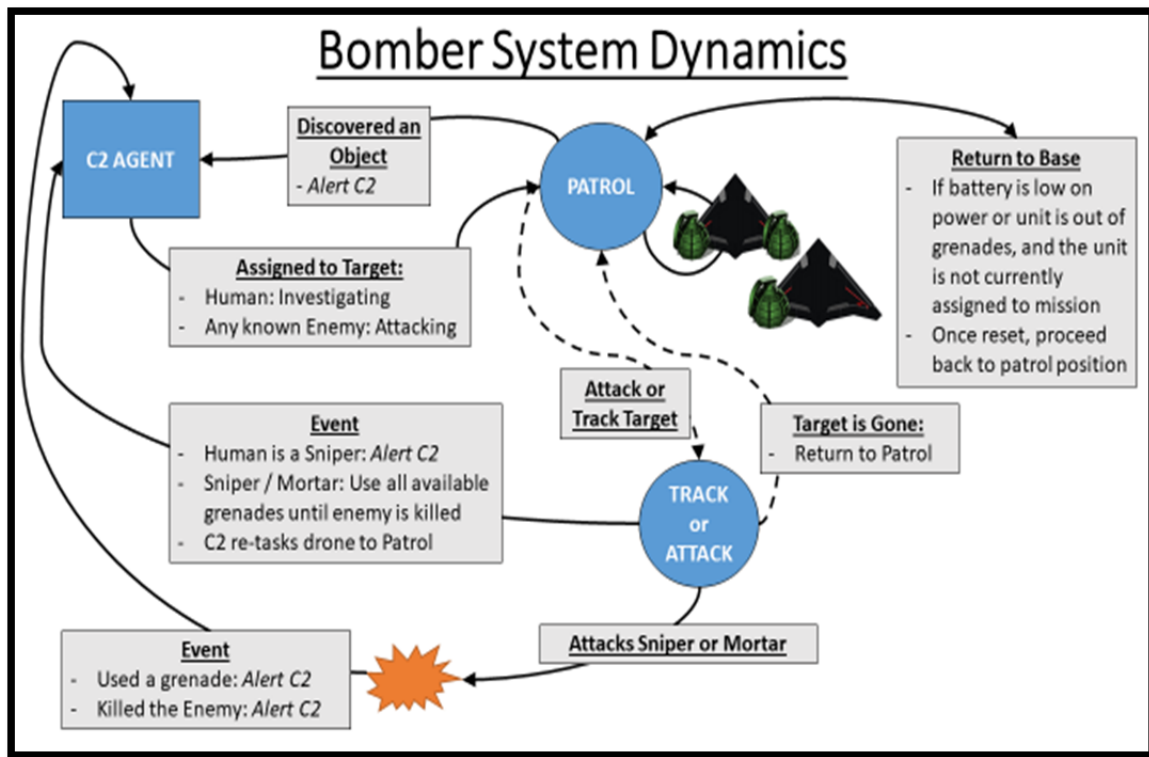 Bomber System Dynamics
C2 AGENT
Discovered an
Object
- Alert C2
PATROL
Return to Base
- If battery is low on
power or unit is out of
grenades, and the unit
is not currently
assigned to mission
- Once reset, proceed
back to patrol position
Assigned to Target:
- Human: Investigating
- Any known Enemy: Attacking
Attack or
Track Target
Target is Gone:
- Return to Patrol
Event
- Human is a Sniper: Alert C2
- Sniper / Mortar: Use all available
grenades until enemy is killed
- C2 re-tasks drone to Patrol
TRACK
or
ATTACK
Attacks Sniper or Mortar
Event
- Used a grenade: Alert C2
- Killed the Enemy: Alert C2